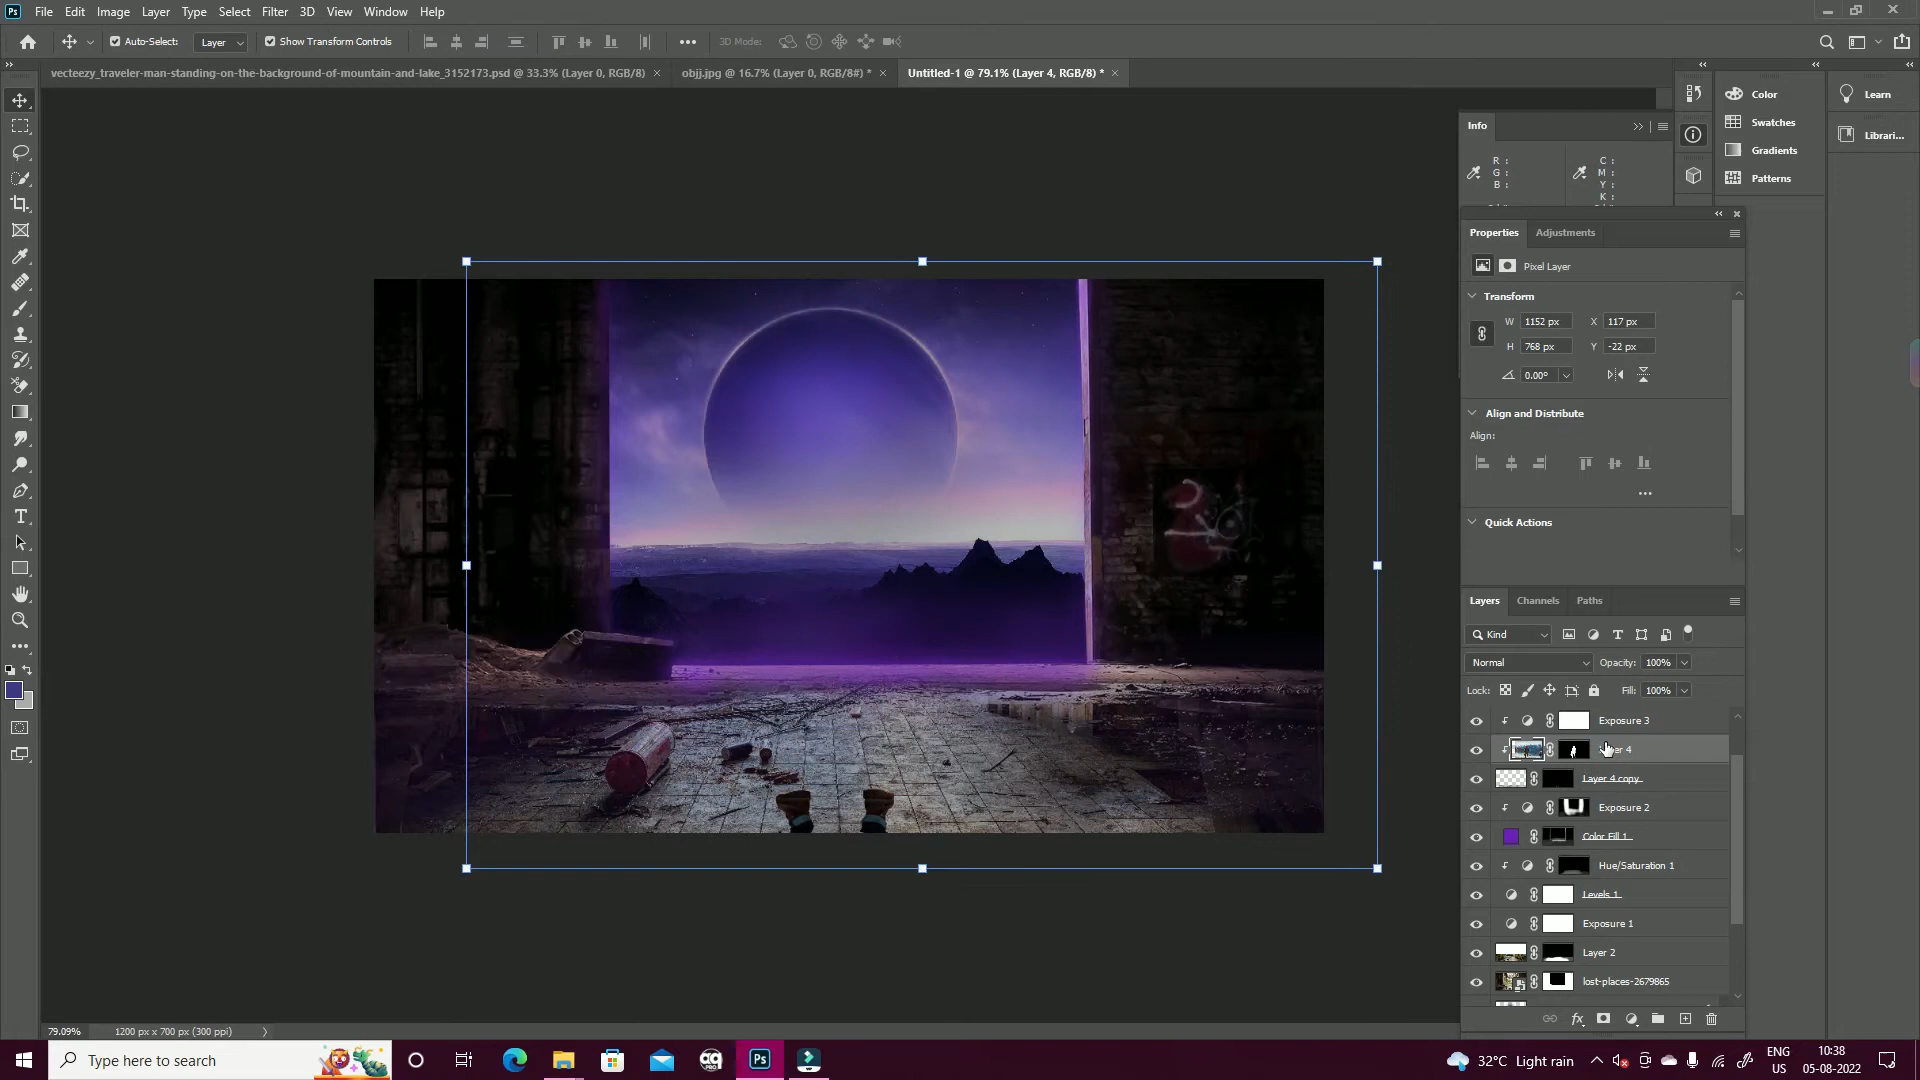 File Edit Image Layer Type Select Filter 3D View Window Help
Auto-Select: Layer Show Transform Controls 3D Mode:
vecteezy_traveler-man-standing-on-the-background-of-mountain-and-lake_3152173.psd @ 33.3% (Layer 0, RGB/8)
objj.jpg @ 16.7% (Layer 0, RGB/8#) *
Untitled-1 @ 79.1% (Layer 4, RGB/8) *
Color
Swatches
Gradients
Patterns
Learn
Librari...
Info
R :
G :
B :
C :
M :
Y :
K :
Properties Adjustments
Pixel Layer
Transform
W 1152 px X 117 px
H 768 px Y -22 px
0.00°
Align and Distribute
Align:
Quick Actions
Layers Channels Paths
Kind
Normal Opacity: 100%
Lock: Fill: 100%
Exposure 3
Layer 4 copy
Exposure 2
Color Fill 1
Hue/Saturation 1
Levels 1
Exposure 1
Layer 2
lost-places-2679865
79.09% 1200 px x 700 px (300 ppi)
Type here to search
32°C Light rain
ENG
US
10:38
05-08-2022